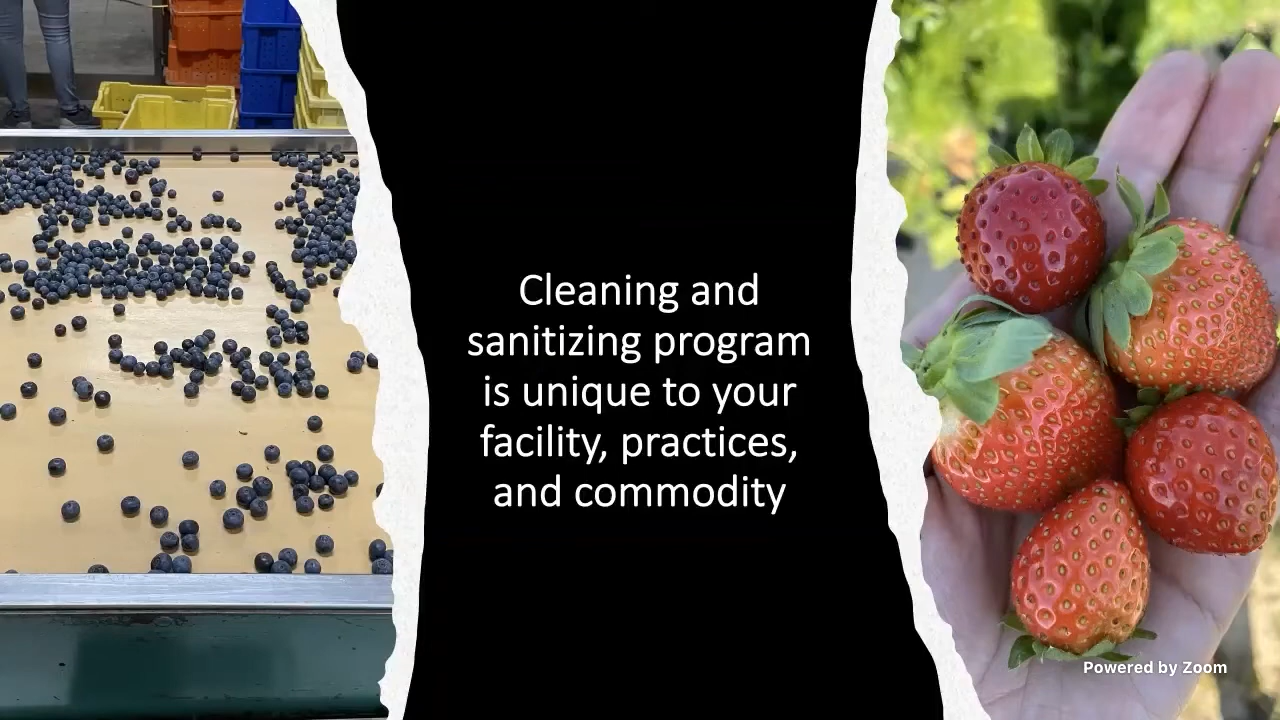 Cleaning and
sanitizing program
is unique to your
facility, practices,
and commodity
Powered by Zoom